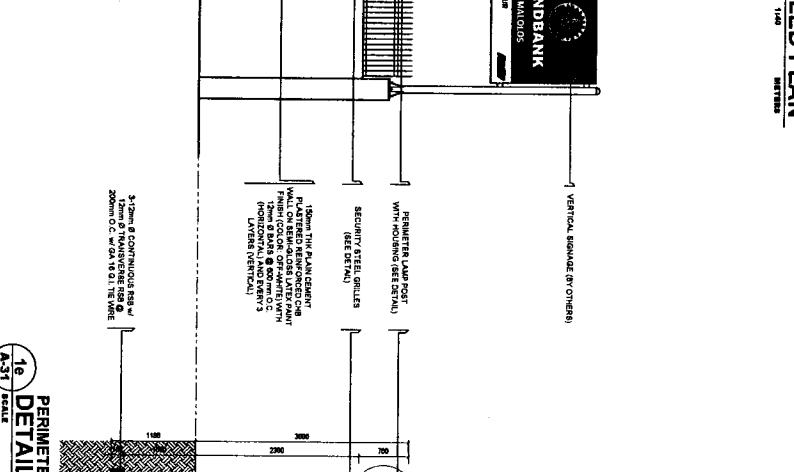 1:40 METERS
NDBANK
MALOLOS
VERTICAL SIGNAGE (BY OTHERS)
PERIMETER LAMP POST
WITH HOUSING (SEE DETAIL)
SECURITY STEEL GRILLES
(SEE DETAIL)
150mm THK PLAIN CEMENT
PLASTERED REINFORCED CHB
WALL ON SEMI-GLOSS LATEX PAINT
FINISH (COLOR: OFF-WHITE) WITH
12mm Ø BARS @ 600 mm O.C.
(HORIZONTAL) AND EVERY 3
LAYERS (VERTICAL)
3-12mm Ø CONTINUOUS RSB w/
12mm Ø TRANSVERSE RSB @
200mm O.C. w/ GA 16 G.I. TIE WIRE
3000
2300
700
PERIMETE
DETAIL
1e
A-31
SCALE